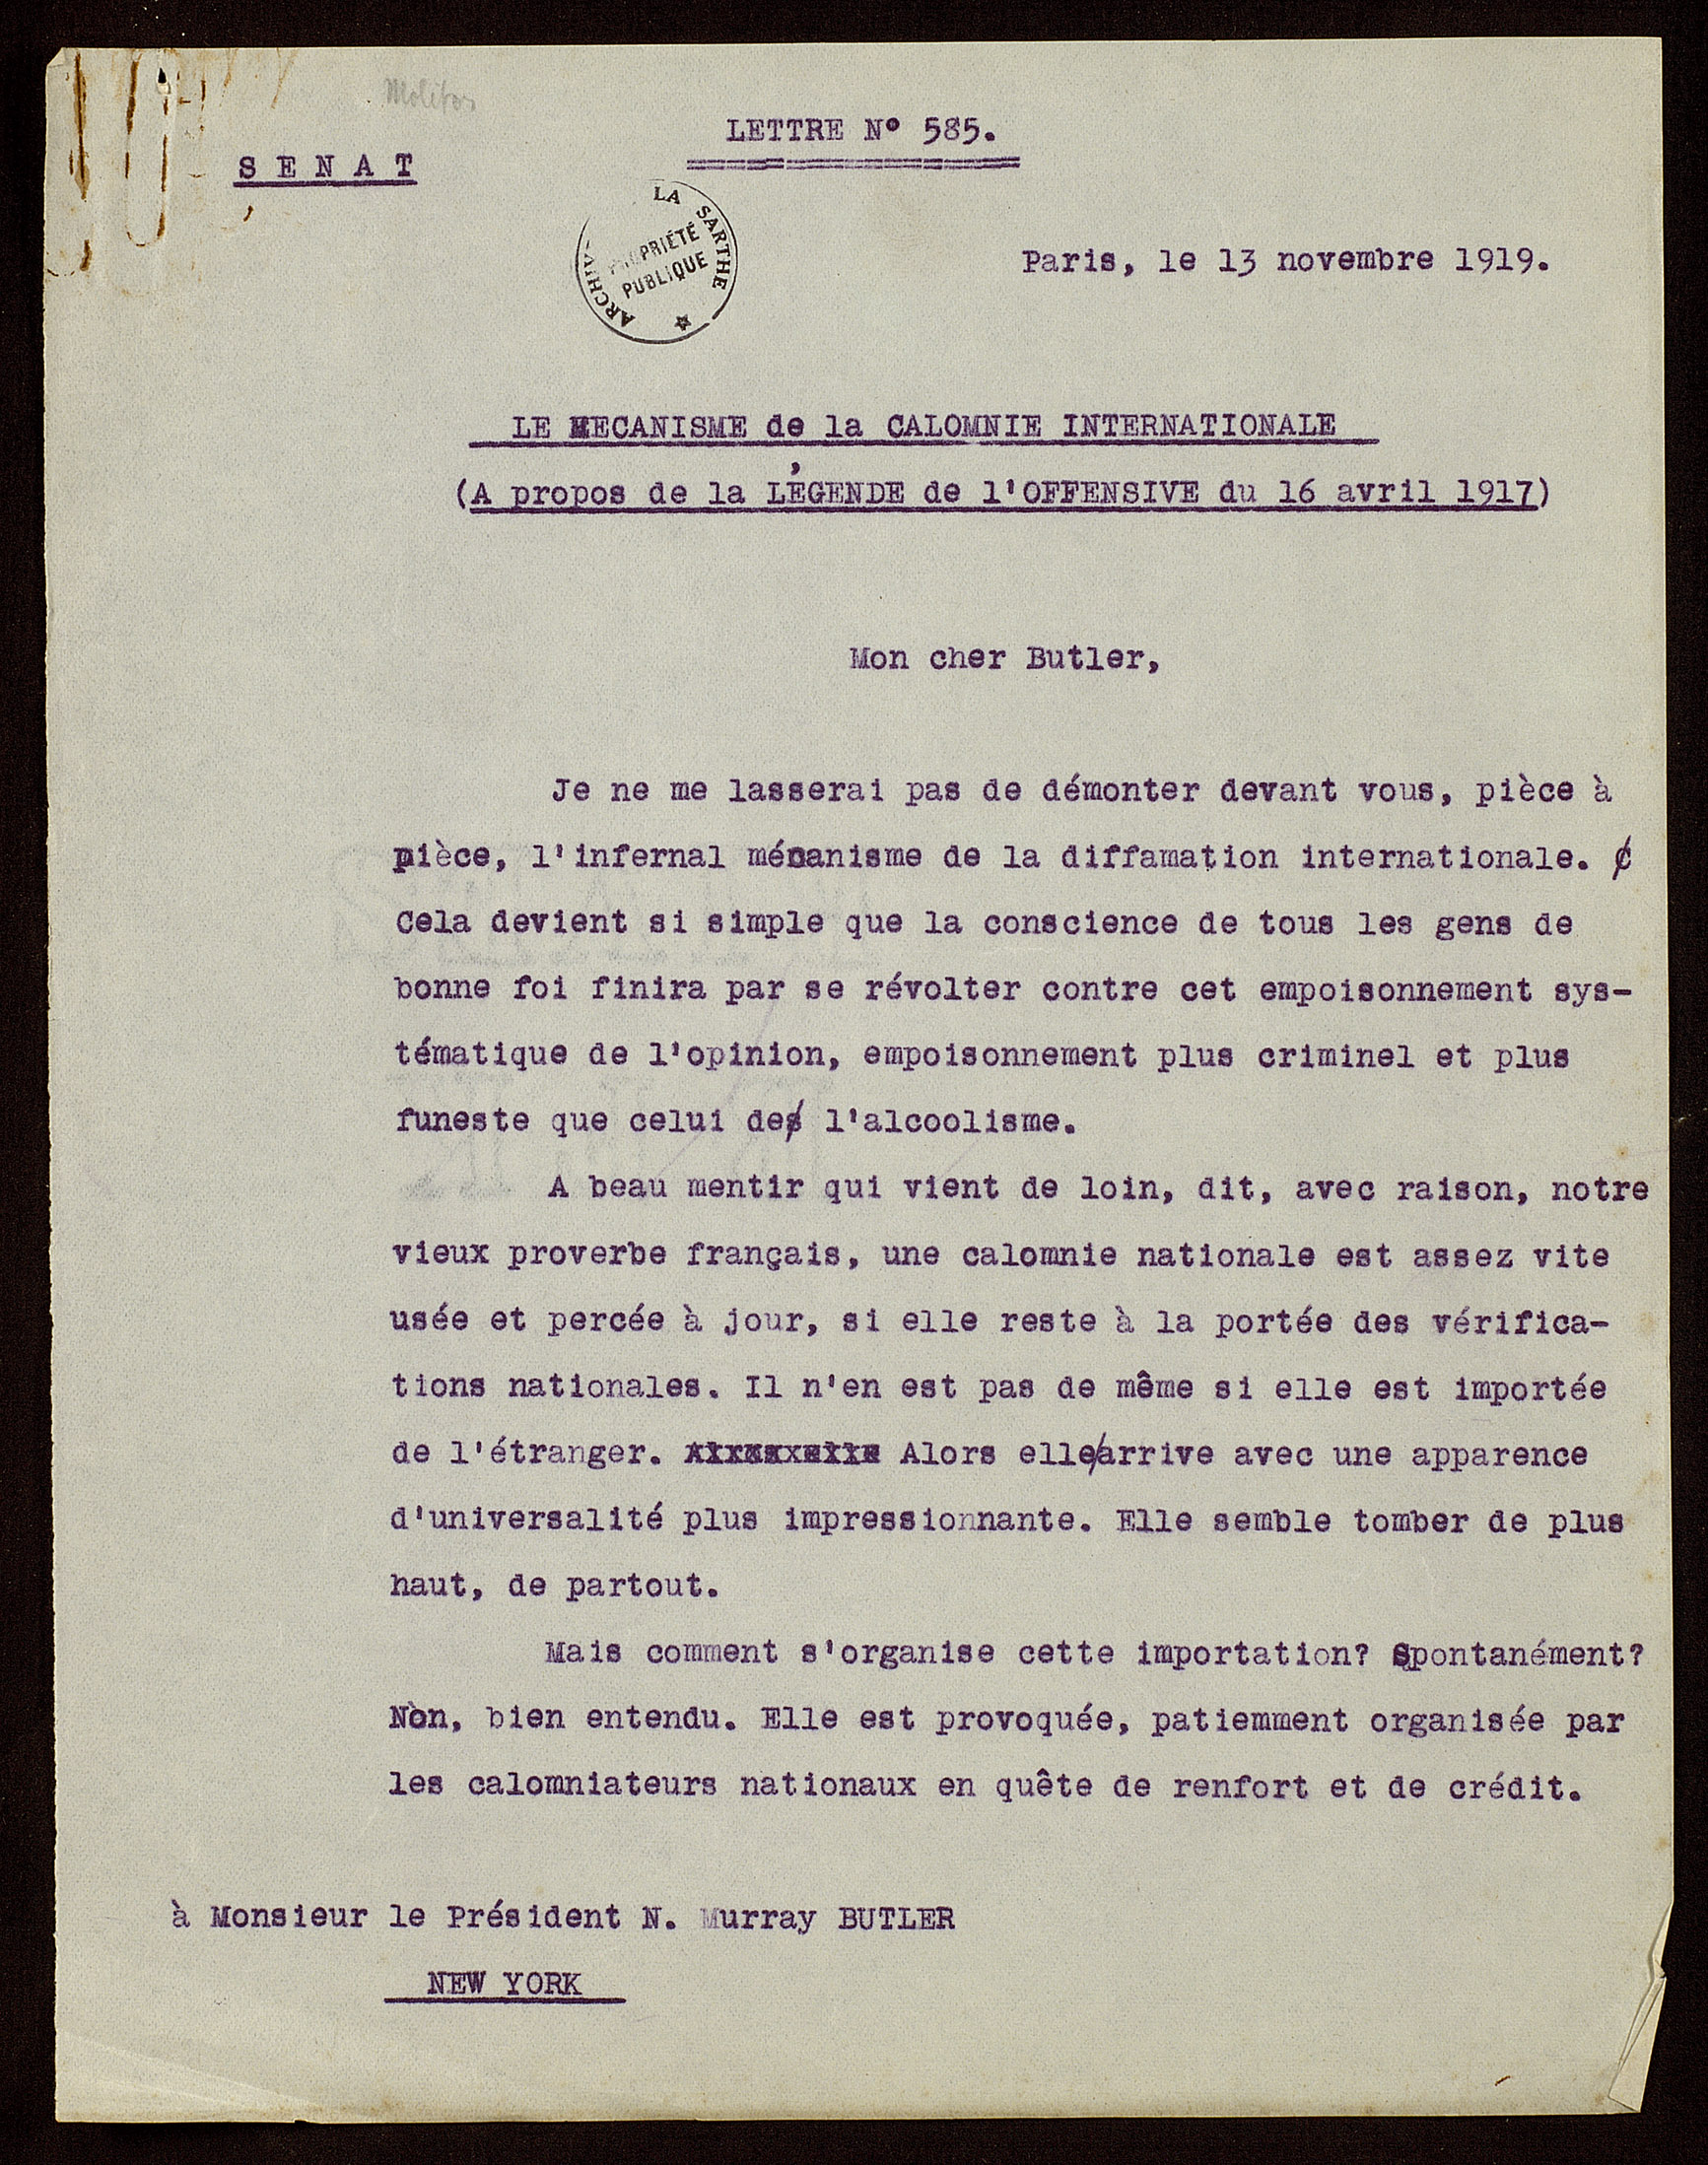 Molitor
LETTRE N° 585.
SENAT
LA SARTHE
PROPRIÉTÉ
PUBLIQUE
Paris, le 13 novembre 1919.
LE MECANISME de la CALOMNIE INTERNATIONALE
(A propos de la LÉGENDE de l'OFFENSIVE du 16 avril 1917)
Mon cher Butler,
Je ne me lasserai pas de démonter devant vous, pièce à
pièce, l'infernal mécanisme de la diffamation internationale.
Cela devient si simple que la conscience de tous les gens de
bonne foi finira par se révolter contre cet empoisonnement sys-
tématique de l'opinion, empoisonnement plus criminel et plus
funeste que celui de l'alcoolisme.
A beau mentir qui vient de loin, dit, avec raison, notre
vieux proverbe français, une calomnie nationale est assez vite
usée et percée à jour, si elle reste à la portée des vérifica-
tions nationales. Il n'en est pas de même si elle est importée
de l'étranger. Alors elle/arrive avec une apparence
d'universalité plus impressionnante. Elle semble tomber de plus
haut, de partout.
Mais comment s'organise cette importation? Spontanément?
Nòn, bien entendu. Elle est provoquée, patiemment organisée par
les calomniateurs nationaux en quête de renfort et de crédit.
à Monsieur le Président N. Murray BUTLER
NEW YORK